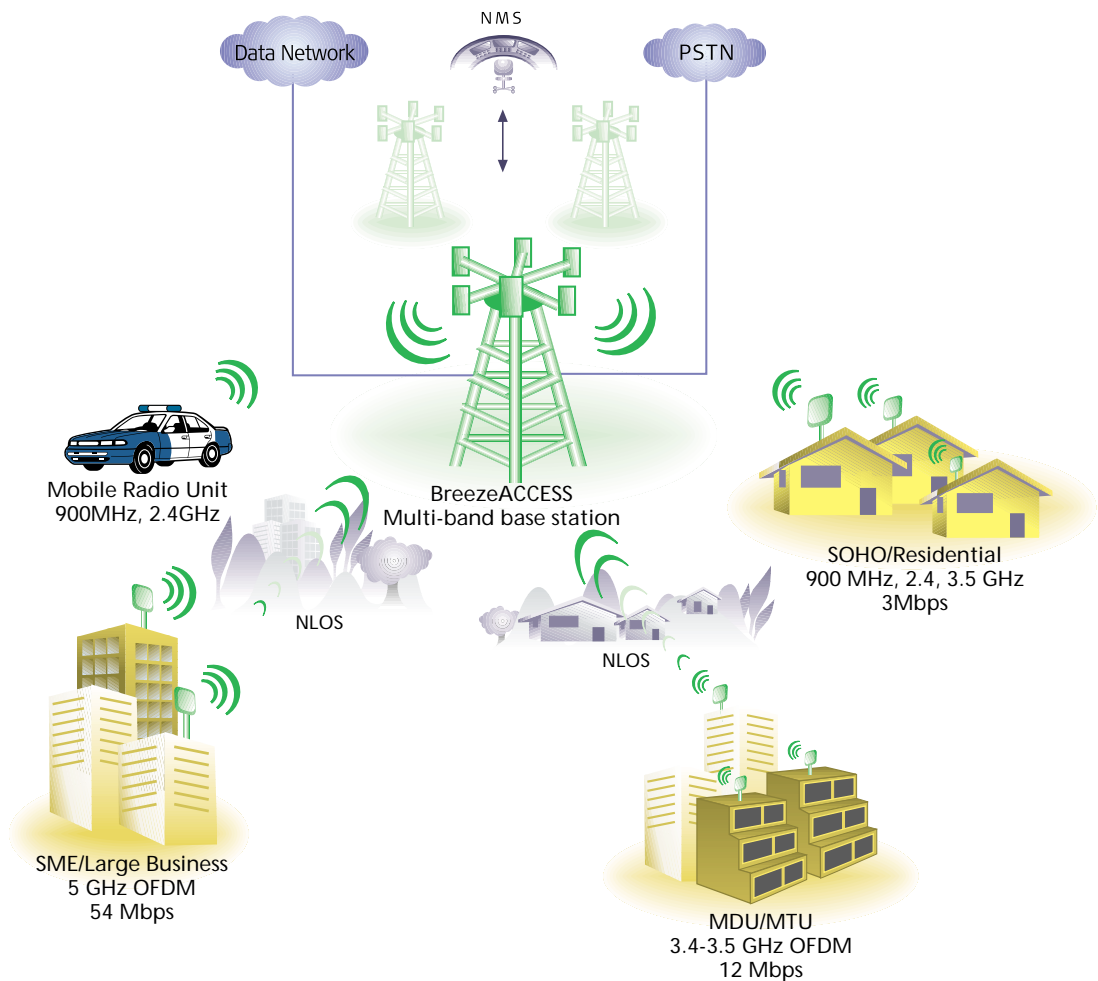 NMS
Data Network
PSTN
Mobile Radio Unit
900MHz, 2.4GHz
BreezeACCESS
Multi-band base station
SOHO/Residential
900 MHz, 2.4, 3.5 GHz
3Mbps
NLOS
NLOS
SME/Large Business
5 GHz OFDM
54 Mbps
MDU/MTU
3.4-3.5 GHz OFDM
12 Mbps